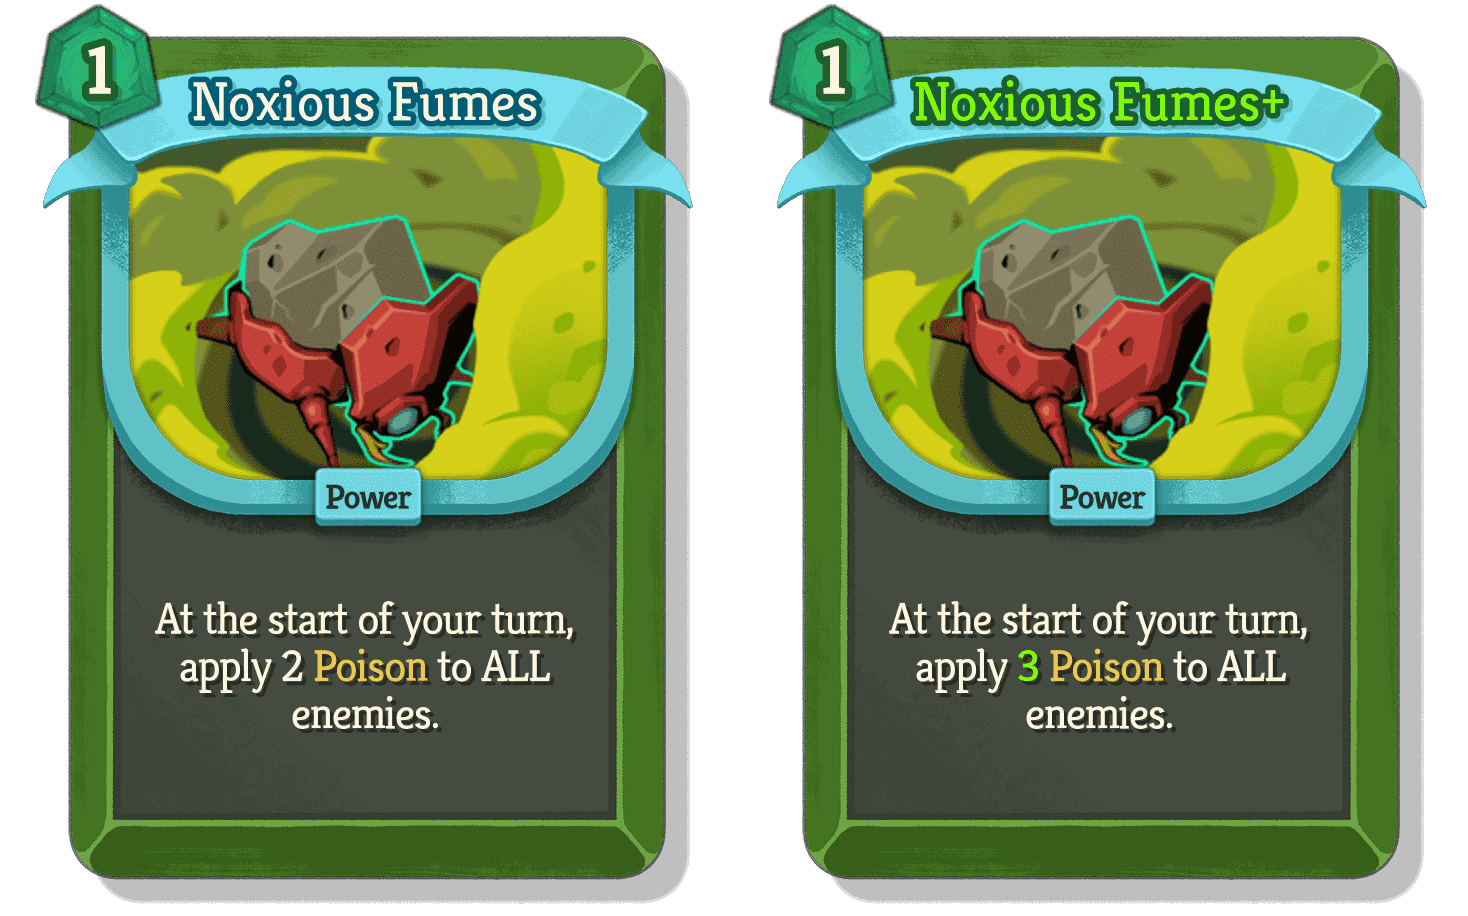 1
Noxious Fumes
Power
At the start of your turn,
apply 2 Poison to ALL
enemies.
1
Noxious Fumes+
Power
At the start of your turn,
apply 3 Poison to ALL
enemies.